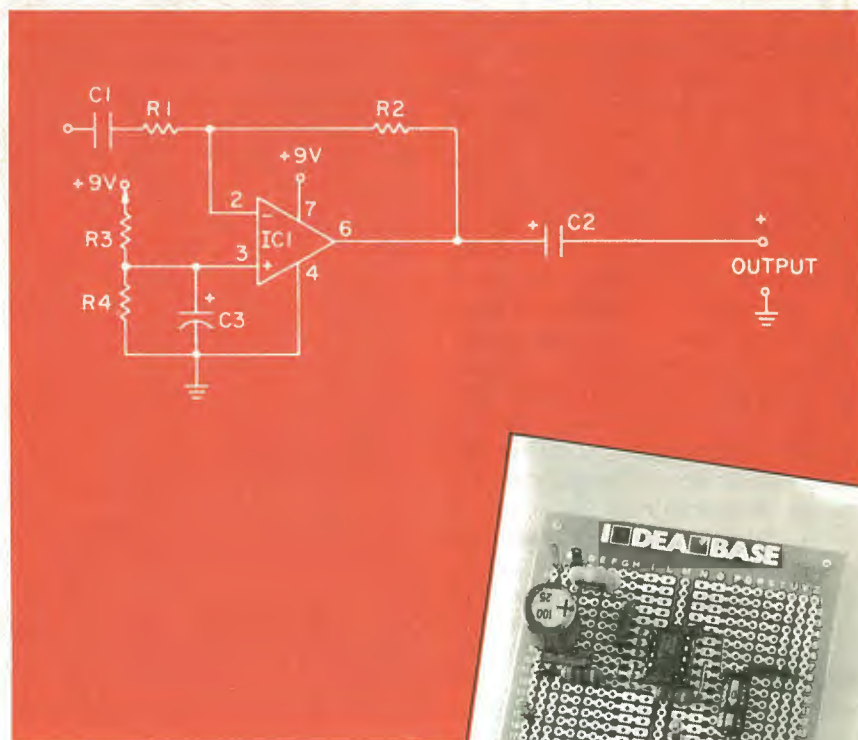 C1
R1
R2
+9V
+9V
2
7
R3
IC1
6
+
C2
+
3
4
OUTPUT
R4
+
C3
IDEA BASE
100
25